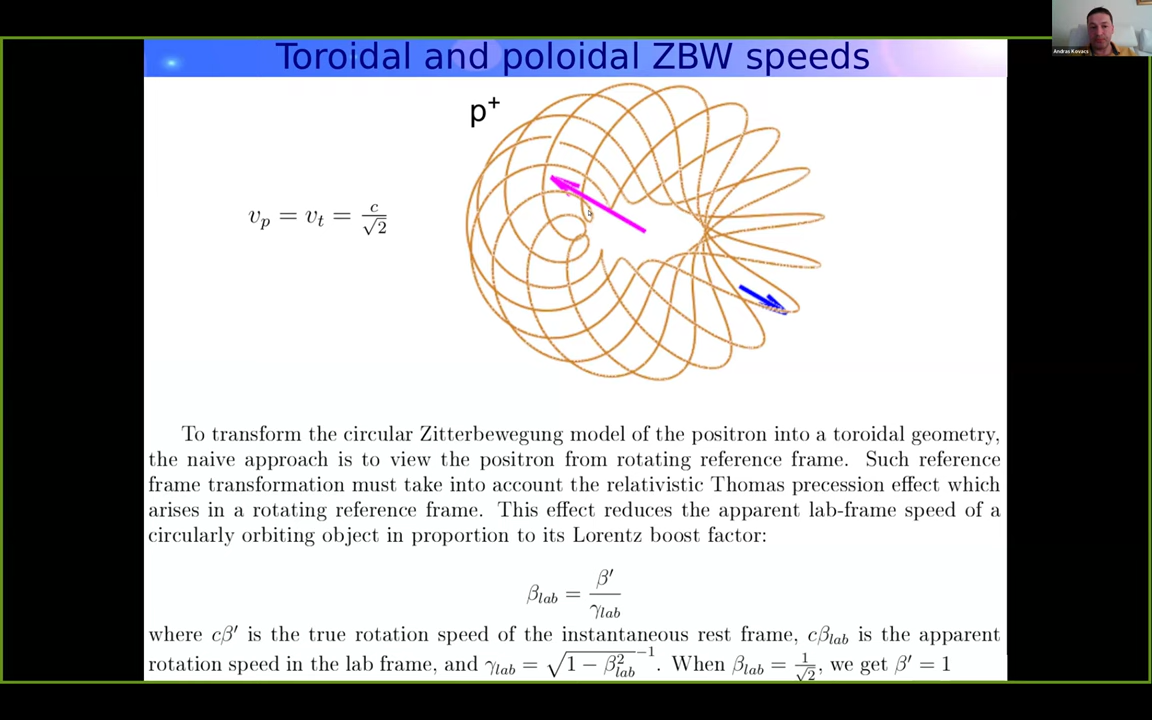 Toroidal and poloidal ZBW speeds
Andras Kovacs
p⁺
v_p = v_t = c/√2
To transform the circular Zitterbewegung model of the positron into a toroidal geometry,
the naive approach is to view the positron from rotating reference frame. Such reference
frame transformation must take into account the relativistic Thomas precession effect which
arises in a rotating reference frame. This effect reduces the apparent lab-frame speed of a
circularly orbiting object in proportion to its Lorentz boost factor:
β_lab = β′/γ_lab
where cβ′ is the true rotation speed of the instantaneous rest frame, cβ_lab is the apparent
rotation speed in the lab frame, and γ_lab = √(1 − β²_lab)⁻¹. When β_lab = 1/√2, we get β′ = 1